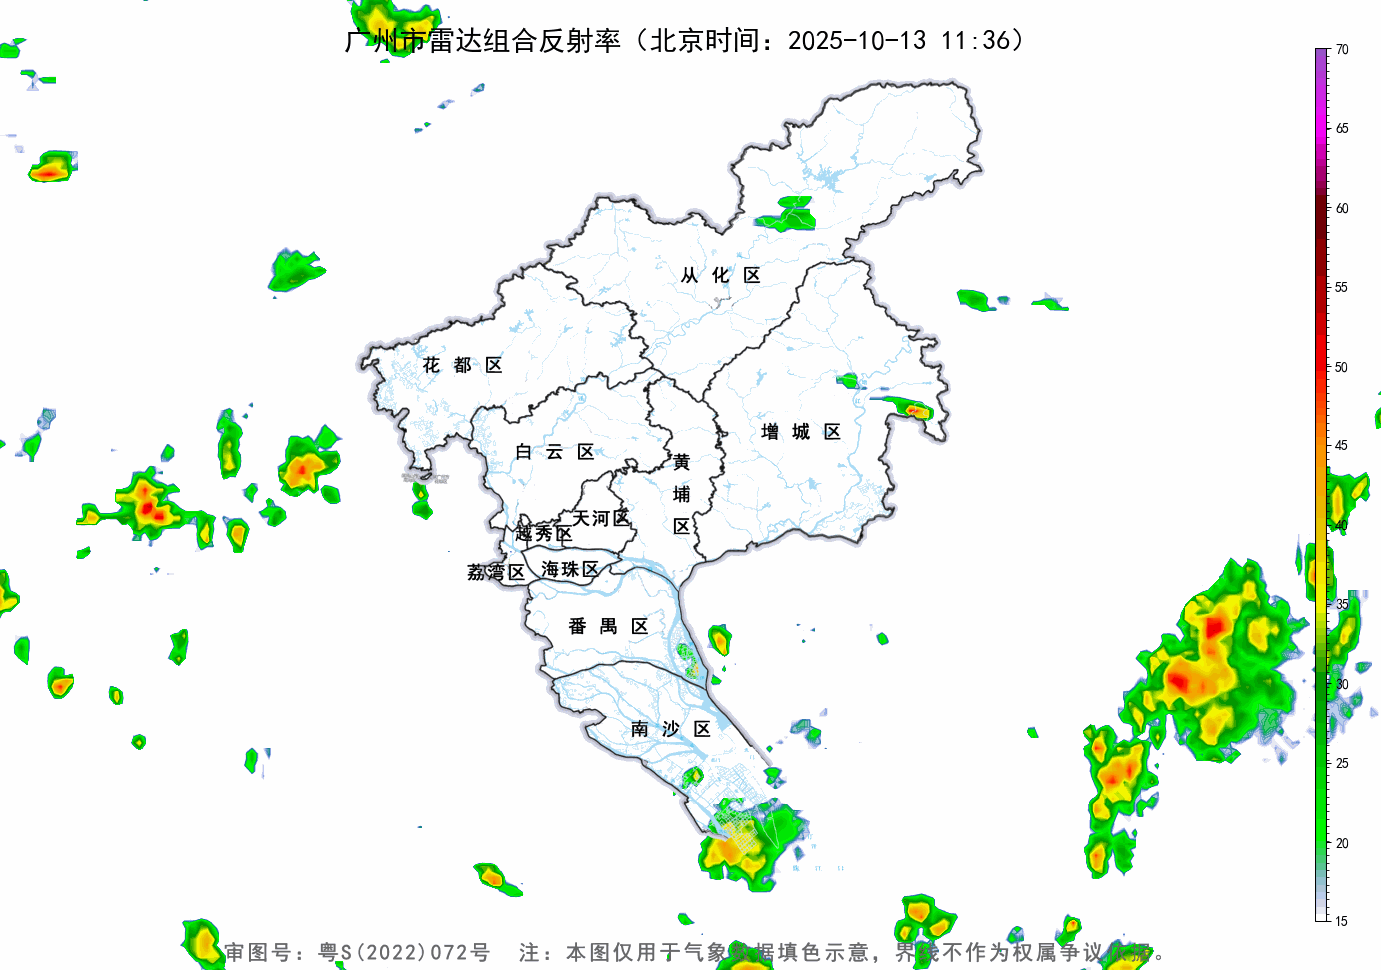 广州市雷达组合反射率（北京时间：2025-10-13 11:36）
70
65
60
55
50
45
40
35
30
25
20
15
从化区
花都区
增城区
白云区
黄埔区
天河区
越秀区
荔湾区
海珠区
番禺区
南沙区
审图号：粤S(2022)072号 注：本图仅用于气象数据填色示意，界线不作为权属争议依据。